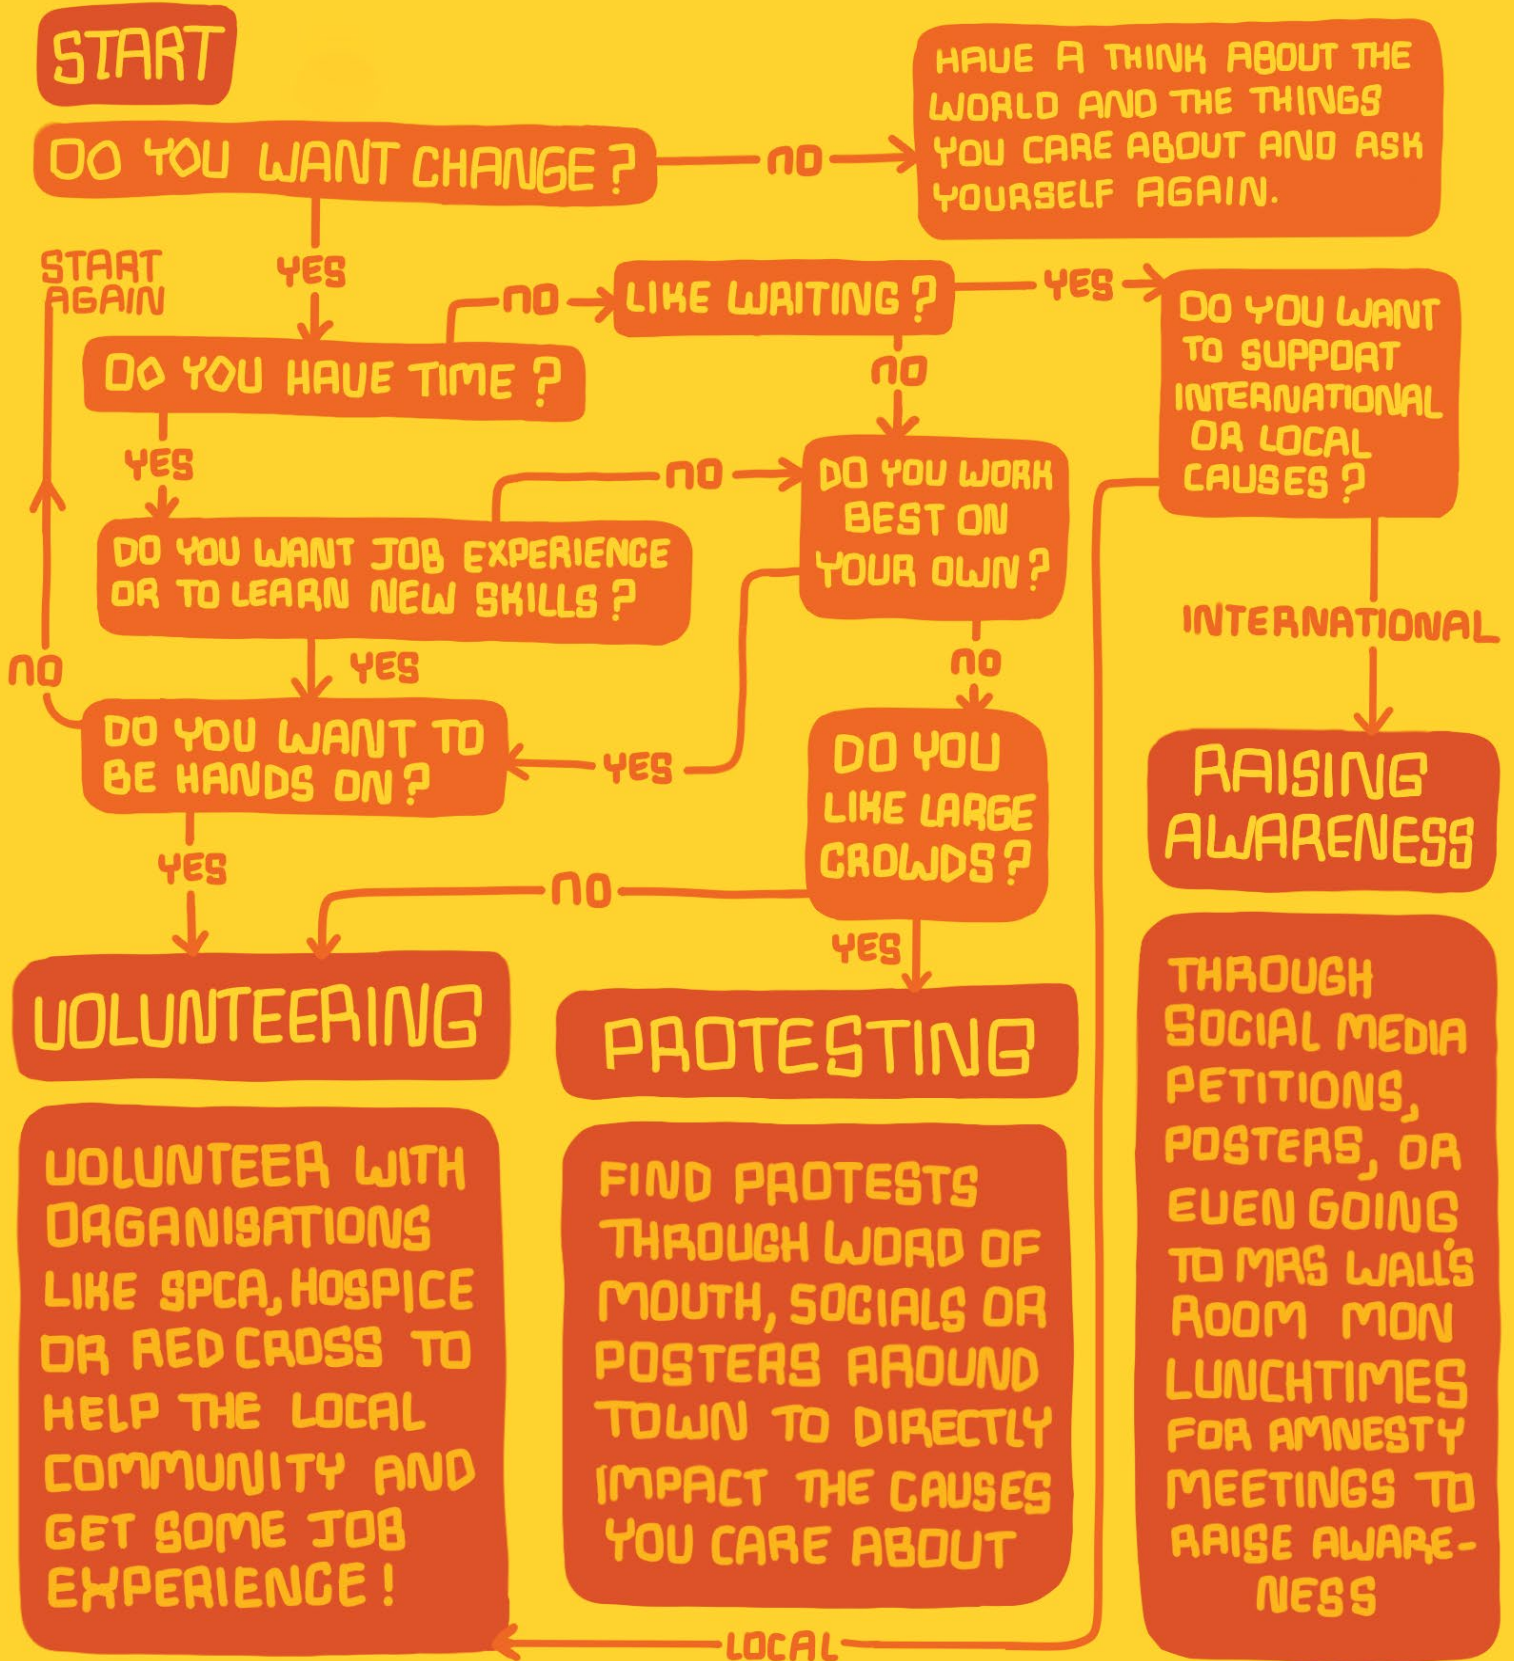 START
DO YOU WANT CHANGE?
NO
HAVE A THINK ABOUT THE
WORLD AND THE THINGS
YOU CARE ABOUT AND ASK
YOURSELF AGAIN.
YES
START
AGAIN
NO
LIKE WRITING?
YES
DO YOU WANT
TO SUPPORT
INTERNATIONAL
OR LOCAL
CAUSES?
DO YOU HAVE TIME?
NO
YES
NO
DO YOU WORK
BEST ON
YOUR OWN?
DO YOU WANT JOB EXPERIENCE
OR TO LEARN NEW SKILLS?
INTERNATIONAL
NO
YES
NO
DO YOU WANT TO
BE HANDS ON?
YES
DO YOU
LIKE LARGE
CROWDS?
RAISING
AWARENESS
YES
NO
YES
VOLUNTEERING
PROTESTING
VOLUNTEER WITH
ORGANISATIONS
LIKE SPCA, HOSPICE
OR RED CROSS TO
HELP THE LOCAL
COMMUNITY AND
GET SOME JOB
EXPERIENCE!
FIND PROTESTS
THROUGH WORD OF
MOUTH, SOCIALS OR
POSTERS AROUND
TOWN TO DIRECTLY
IMPACT THE CAUSES
YOU CARE ABOUT
THROUGH
SOCIAL MEDIA
PETITIONS,
POSTERS, OR
EVEN GOING
TO MRS WALL'S
ROOM MON
LUNCHTIMES
FOR AMNESTY
MEETINGS TO
RAISE AWARE-
NESS
LOCAL